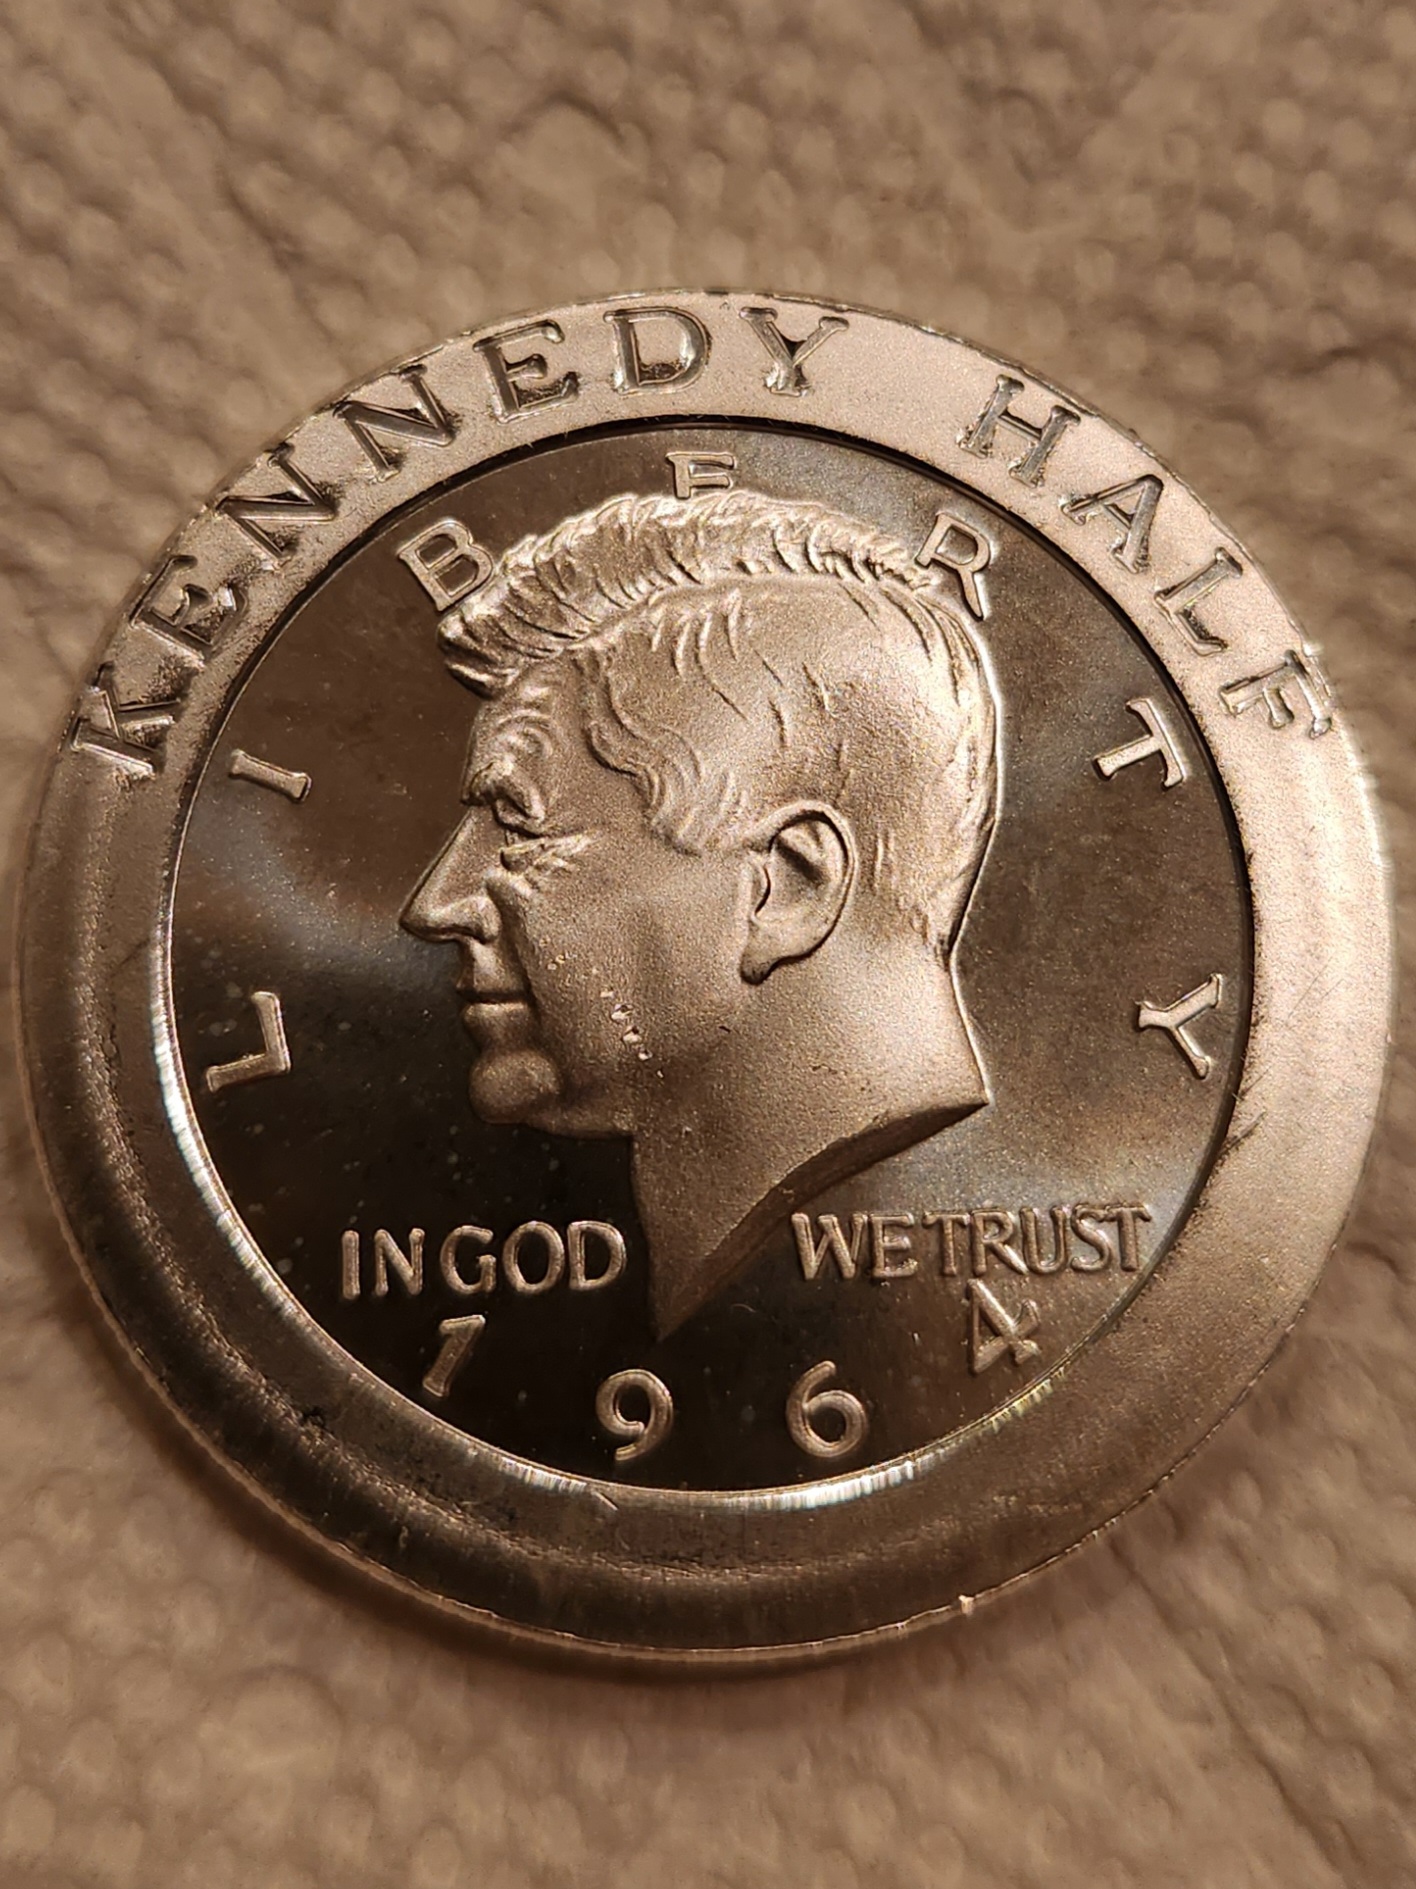 KENNEDY HALF
LIBERTY
IN GOD WE TRUST
1964